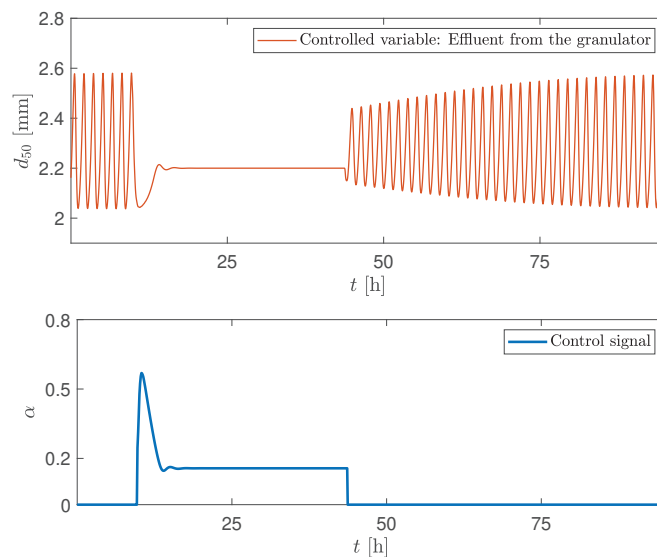 2.8
Controlled variable: Effluent from the granulator
2.6
2.4
2.2
2
d50 [mm]
25
50
75
t [h]
0.8
Control signal
0.5
0.2
0
α
25
50
75
t [h]